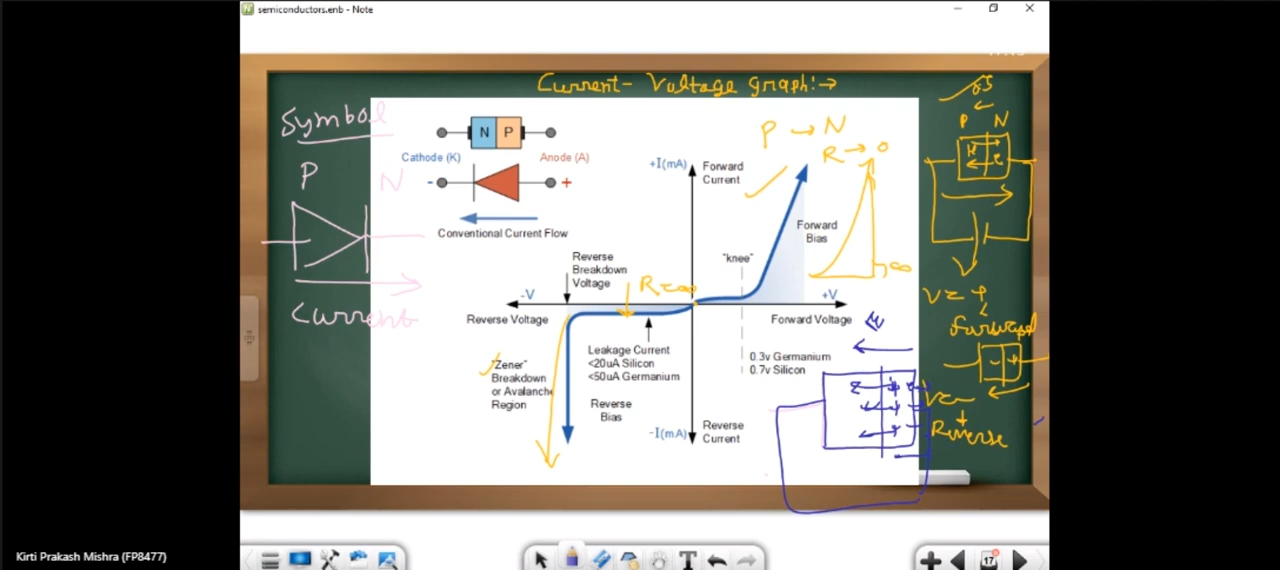 semiconductors.enb - Note
Current - Voltage graph:→
Symbol
P N
Current
N P
Cathode (K) Anode (A)
- +
Conventional Current Flow
+I(mA) Forward
Current
P → N
R → 0
∞
Forward
Bias
"knee"
Reverse
Breakdown
Voltage
R=∞
-V +V
Reverse Voltage Forward Voltage
"Zener"
Breakdown
or Avalanche
Region
Leakage Current
<20uA Silicon
<50uA Germanium
Reverse
Bias
0.3v Germanium
0.7v Silicon
-I(mA) Reverse
Current
E
P N
V = +
Forward
- +
V = -
Reverse
Kirti Prakash Mishra (FP8477)
T
17